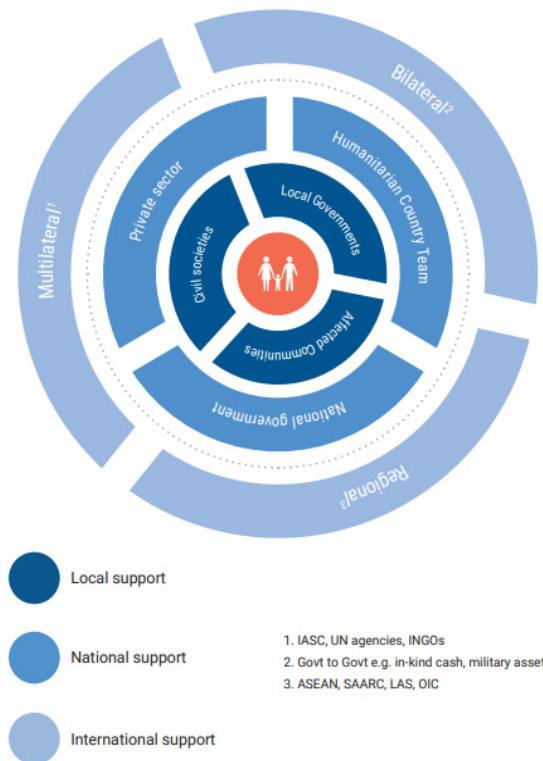 Bilateral²
Multilateral¹
Regional³
Private sector
Humanitarian Country Team
National government
Local Governments
Civil societies
Affected Communities
Local support
National support
International support
1. IASC, UN agencies, INGOs
2. Govt to Govt e.g. in-kind cash, military asset
3. ASEAN, SAARC, LAS, OIC